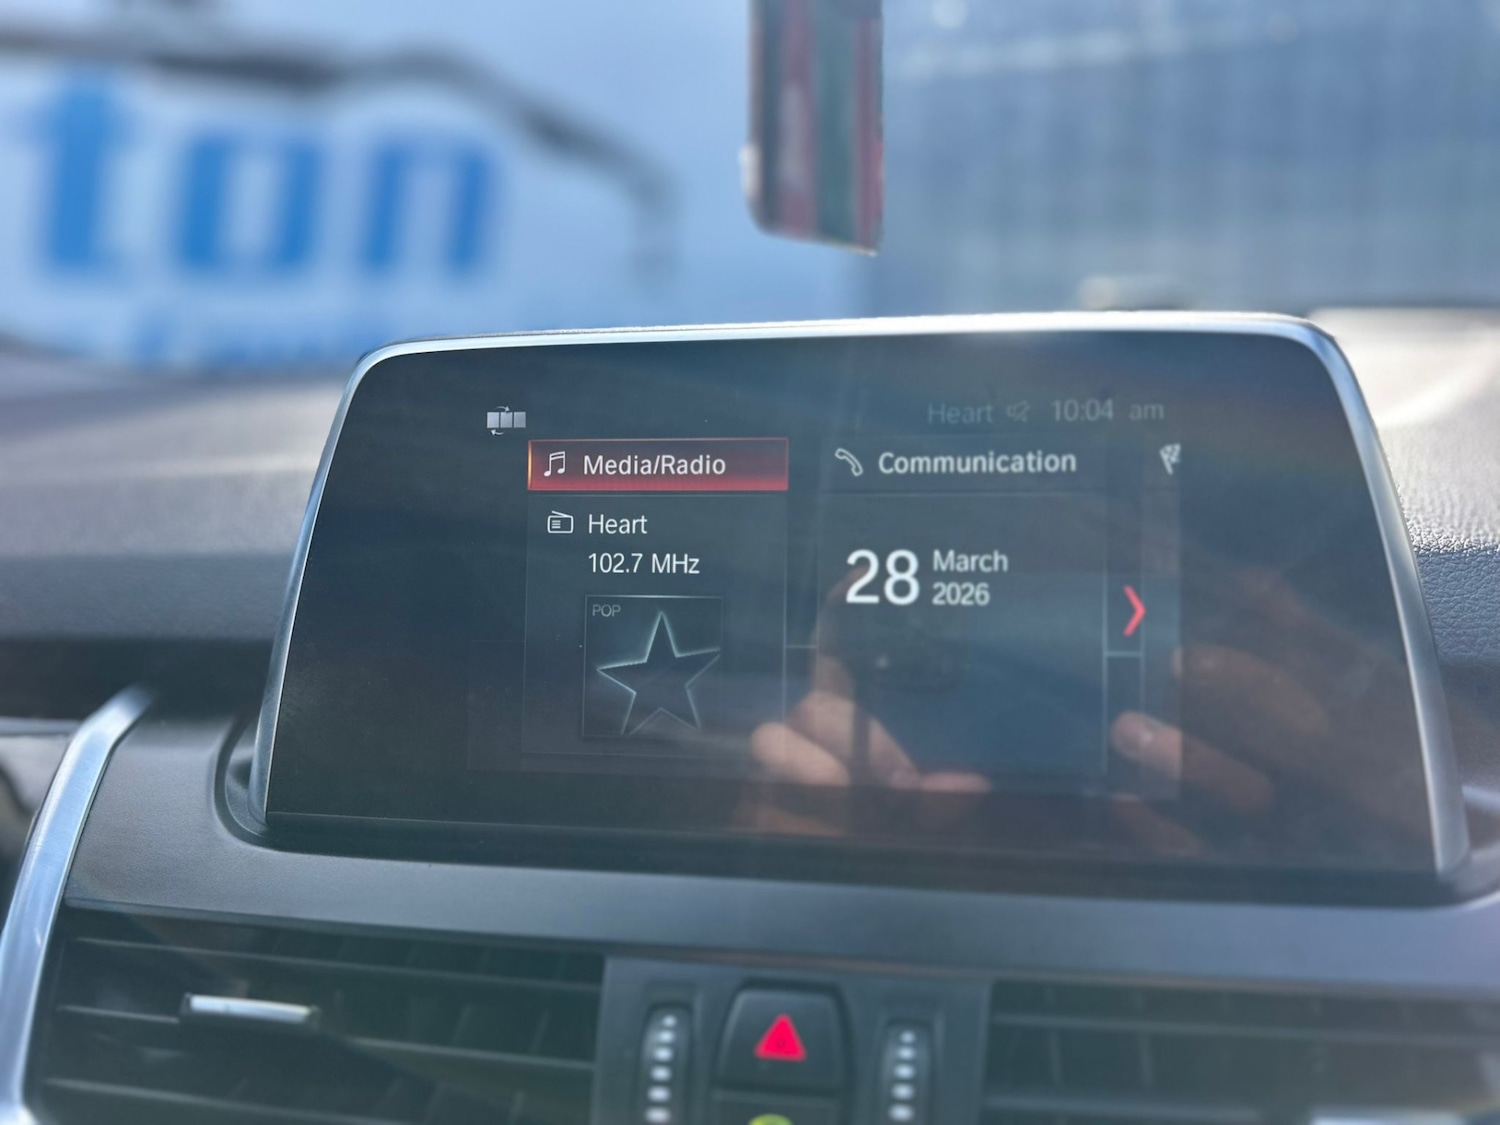 ton
Heart 10:04 am
Media/Radio
Communication
Heart
102.7 MHz
POP
28 March
2026